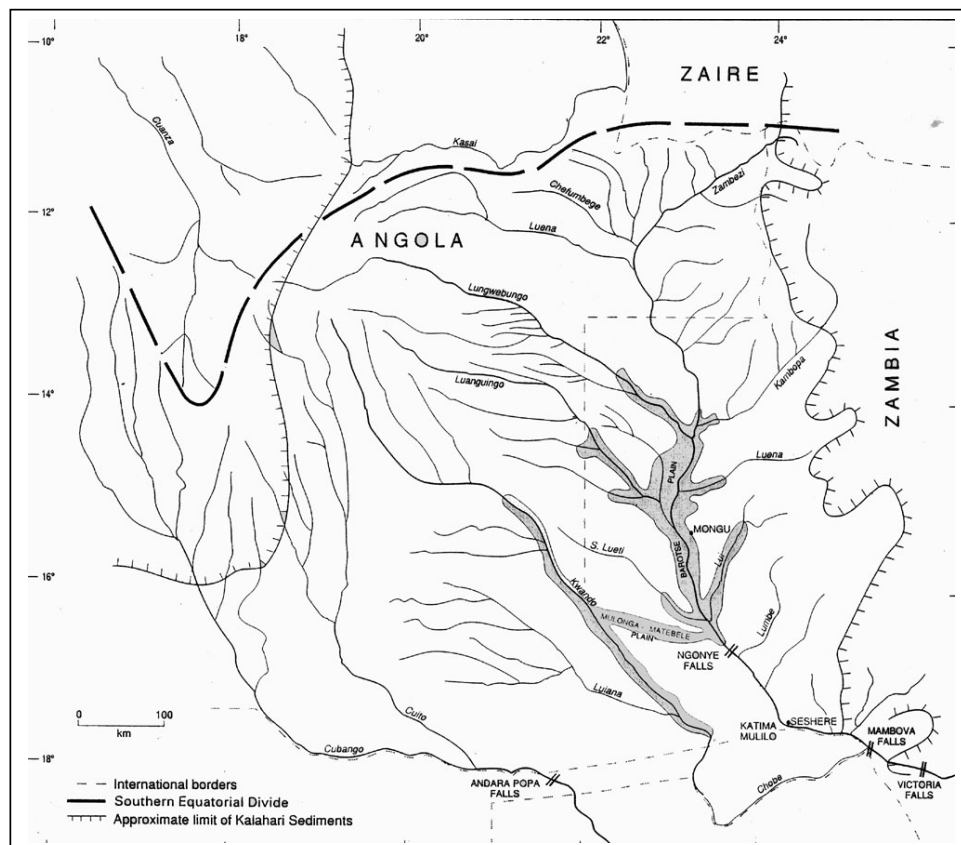 18°
20°
22°
24°
10°
12°
14°
16°
18°
ZAIRE
Cuanza
Kasai
Zambezi
Chefumbege
Luena
ANGOLA
Lungwebungo
Kambopa
ZAMBIA
Luanguingo
PLAIN
Luena
MONGU
S. Lueti
BAROTSE
Lui
Kwando
MULONGA - MATEBELE
PLAIN
Lumbe
NGONYE
FALLS
Luiana
0 100
km
Cuito
KATIMA
MULILO
SESHERE
MAMBOVA
FALLS
Cubango
ANDARA POPA
FALLS
Chobe
VICTORIA
FALLS
International borders
Southern Equatorial Divide
Approximate limit of Kalahari Sediments